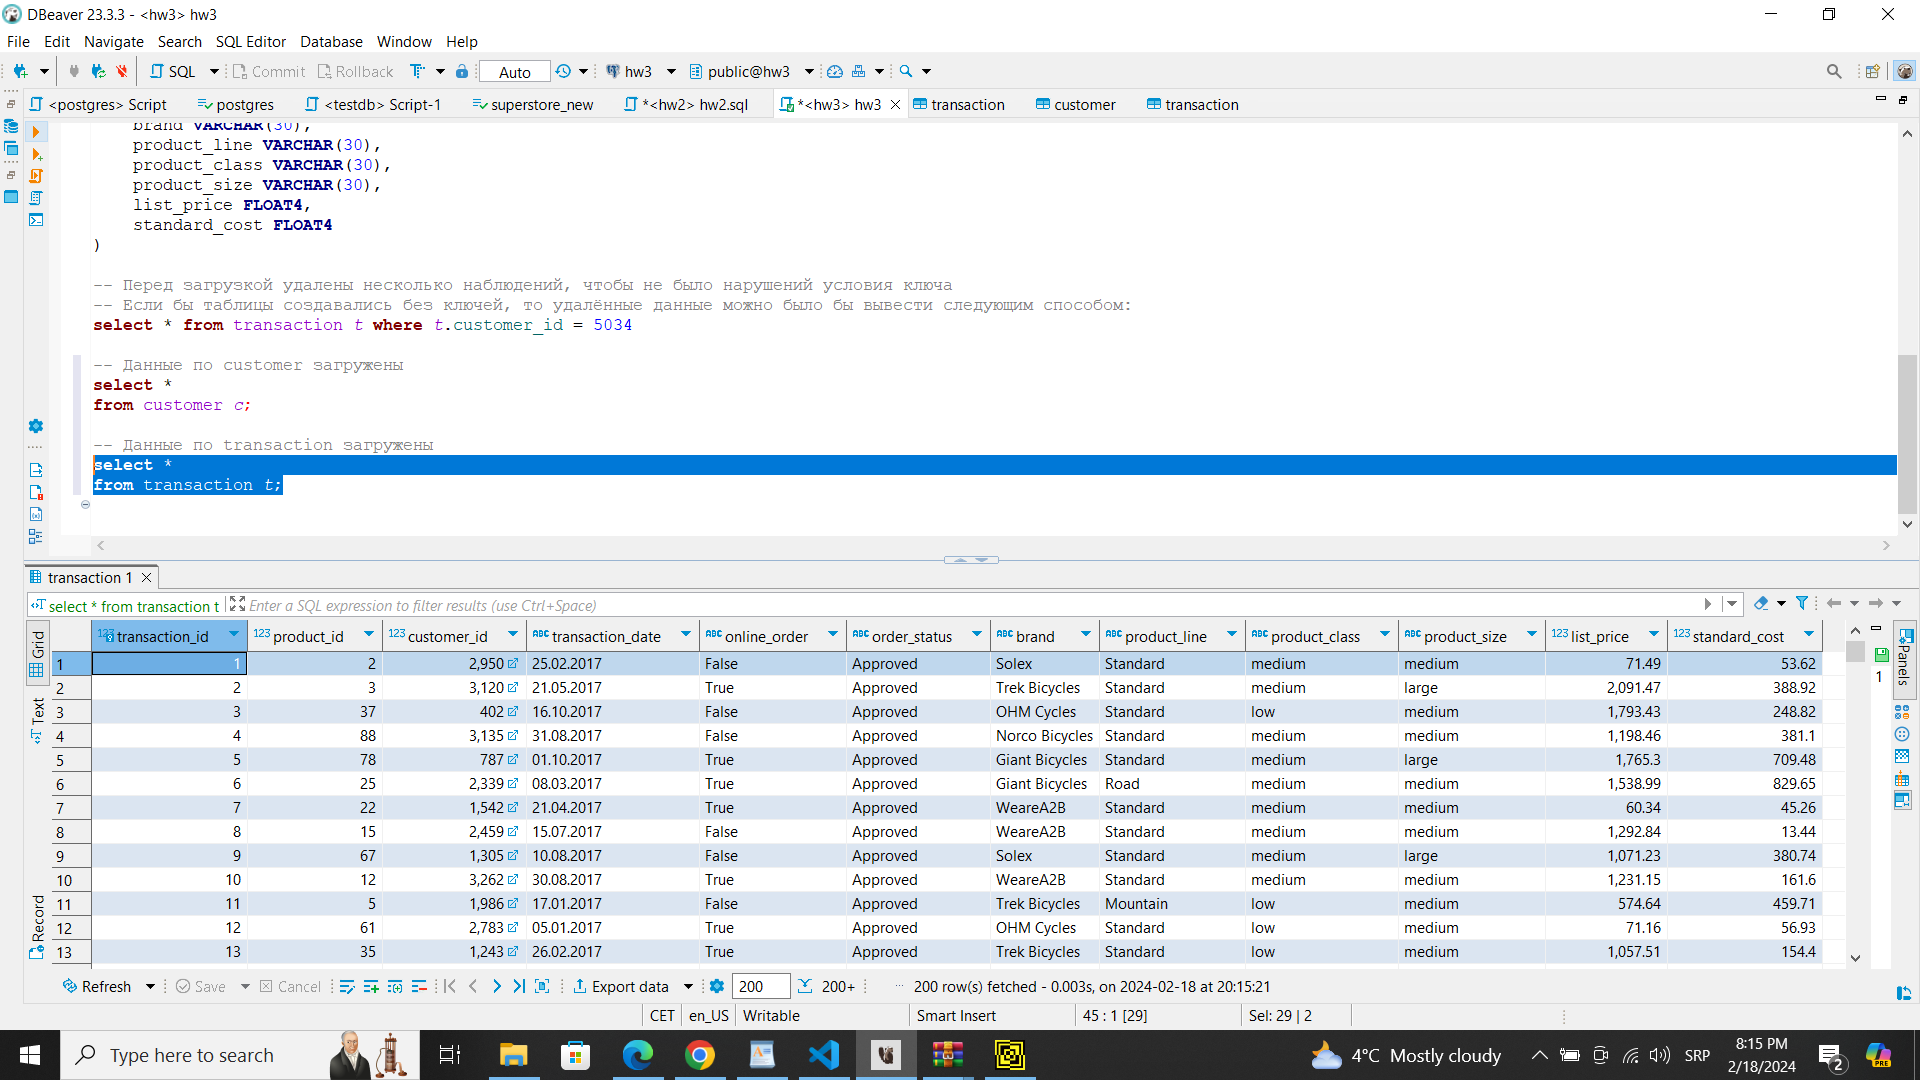 DBeaver 23.3.3 - <hw3> hw3
File Edit Navigate Search SQL Editor Database Window Help
SQL Commit Rollback Auto hw3 public@hw3
<postgres> Script postgres <testdb> Script-1 superstore_new *<hw2> hw2.sql *<hw3> hw3 transaction customer transaction
brand VARCHAR(30),
product_line VARCHAR(30),
product_class VARCHAR(30),
product_size VARCHAR(30),
list_price FLOAT4,
standard_cost FLOAT4
)
-- Перед загрузкой удалены несколько наблюдений, чтобы не было нарушений условия ключа
-- Если бы таблицы создавались без ключей, то удалённые данные можно было бы вывести следующим способом:
select * from transaction t where t.customer_id = 5034
-- Данные по customer загружены
select *
from customer c;
-- Данные по transaction загружены
select *
from transaction t;
transaction 1
select * from transaction t Enter a SQL expression to filter results (use Ctrl+Space)
Grid
Text
Record
Panels
1
transaction_id product_id customer_id transaction_date online_order order_status brand product_line product_class product_size list_price standard_cost
1 1 2 2,950 25.02.2017 False Approved Solex Standard medium medium 71.49 53.62
2 2 3 3,120 21.05.2017 True Approved Trek Bicycles Standard medium large 2,091.47 388.92
3 3 37 402 16.10.2017 False Approved OHM Cycles Standard low medium 1,793.43 248.82
4 4 88 3,135 31.08.2017 False Approved Norco Bicycles Standard medium medium 1,198.46 381.1
5 5 78 787 01.10.2017 True Approved Giant Bicycles Standard medium large 1,765.3 709.48
6 6 25 2,339 08.03.2017 True Approved Giant Bicycles Road medium medium 1,538.99 829.65
7 7 22 1,542 21.04.2017 True Approved WeareA2B Standard medium medium 60.34 45.26
8 8 15 2,459 15.07.2017 False Approved WeareA2B Standard medium medium 1,292.84 13.44
9 9 67 1,305 10.08.2017 False Approved Solex Standard medium large 1,071.23 380.74
10 10 12 3,262 30.08.2017 True Approved WeareA2B Standard medium medium 1,231.15 161.6
11 11 5 1,986 17.01.2017 False Approved Trek Bicycles Mountain low medium 574.64 459.71
12 12 61 2,783 05.01.2017 True Approved OHM Cycles Standard low medium 71.16 56.93
13 13 35 1,243 26.02.2017 True Approved Trek Bicycles Standard low medium 1,057.51 154.4
Refresh Save Cancel Export data 200 200+ 200 row(s) fetched - 0.003s, on 2024-02-18 at 20:15:21
CET en_US Writable Smart Insert 45 : 1 [29] Sel: 29 | 2
Type here to search 4°C Mostly cloudy SRP 8:15 PM 2
2/18/2024